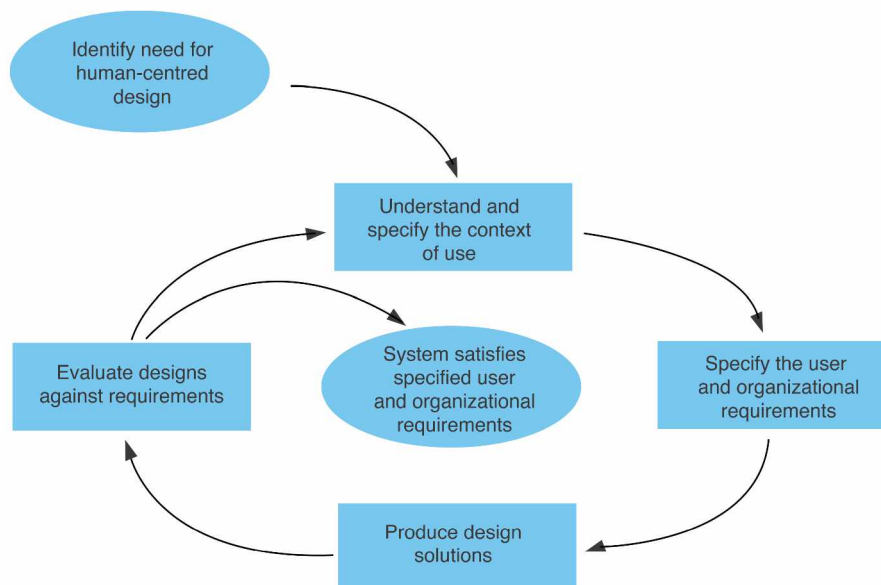 Identify need for
human-centred
design
Understand and
specify the context
of use
Evaluate designs
against requirements
System satisfies
specified user
and organizational
requirements
Specify the user
and organizational
requirements
Produce design
solutions